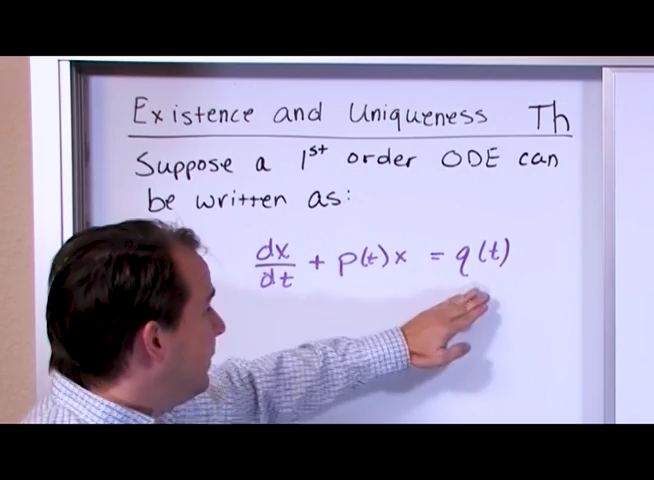 Existence and Uniqueness Th
Suppose a 1st order ODE can
be written as:
dx/dt + p(t)x = q(t)